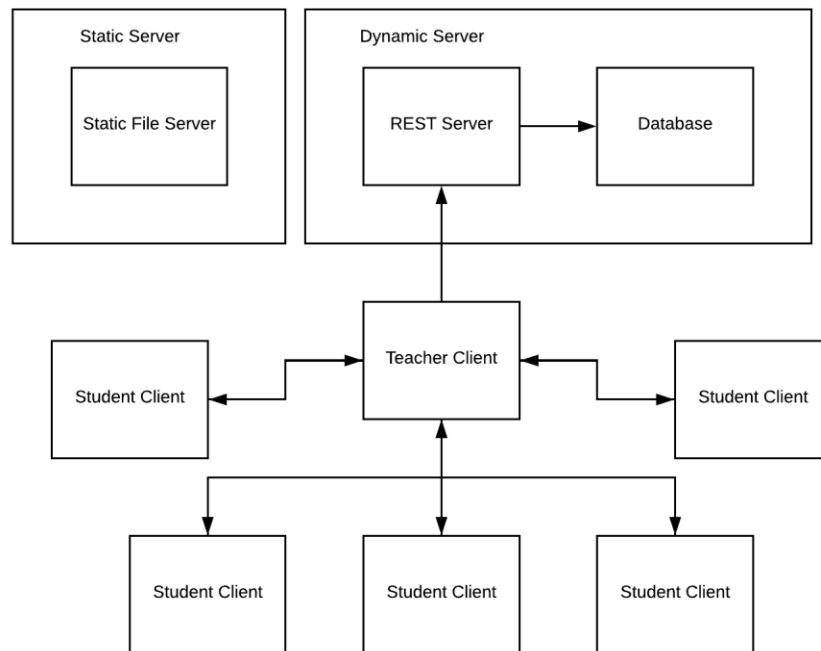 Static Server
Dynamic Server
Static File Server
REST Server
Database
Teacher Client
Student Client
Student Client
Student Client
Student Client
Student Client